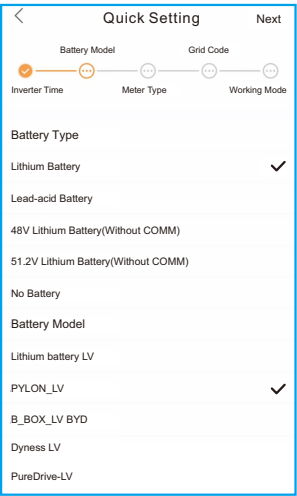 Quick Setting Next
Battery Model Grid Code
Inverter Time Meter Type Working Mode
Battery Type
Lithium Battery
Lead-acid Battery
48V Lithium Battery(Without COMM)
51.2V Lithium Battery(Without COMM)
No Battery
Battery Model
Lithium battery LV
PYLON_LV
B_BOX_LV BYD
Dyness LV
PureDrive-LV